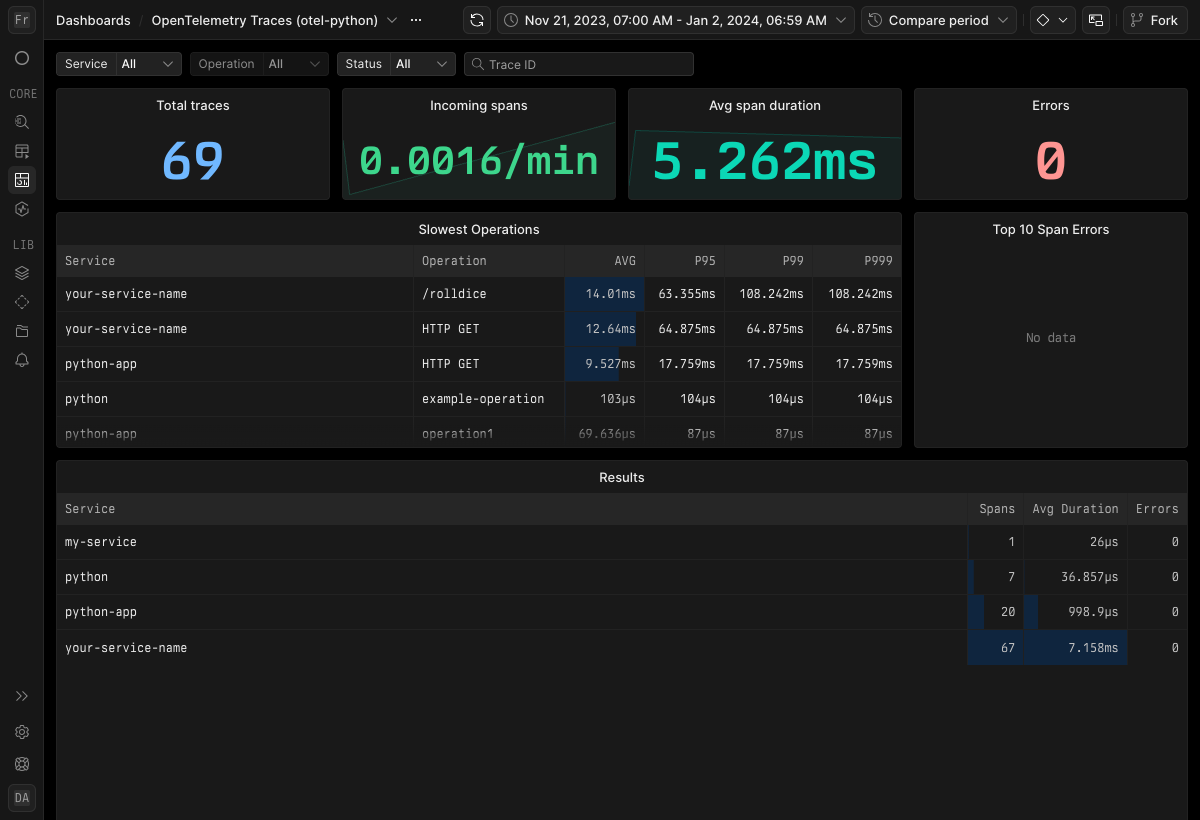 Fr
Dashboards / OpenTelemetry Traces (otel-python) ···
Nov 21, 2023, 07:00 AM - Jan 2, 2024, 06:59 AM
Compare period
Fork
Service All
Operation All
Status All
Trace ID
CORE
LIB
DA
Total traces
69
Incoming spans
0.0016/min
Avg span duration
5.262ms
Errors
0
Slowest Operations
Service Operation AVG P95 P99 P999
your-service-name /rolldice 14.01ms 63.355ms 108.242ms 108.242ms
your-service-name HTTP GET 12.64ms 64.875ms 64.875ms 64.875ms
python-app HTTP GET 9.527ms 17.759ms 17.759ms 17.759ms
python example-operation 103µs 104µs 104µs 104µs
python-app operation1 69.636µs 87µs 87µs 87µs
Top 10 Span Errors
No data
Results
Service Spans Avg Duration Errors
my-service 1 26µs 0
python 7 36.857µs 0
python-app 20 998.9µs 0
your-service-name 67 7.158ms 0